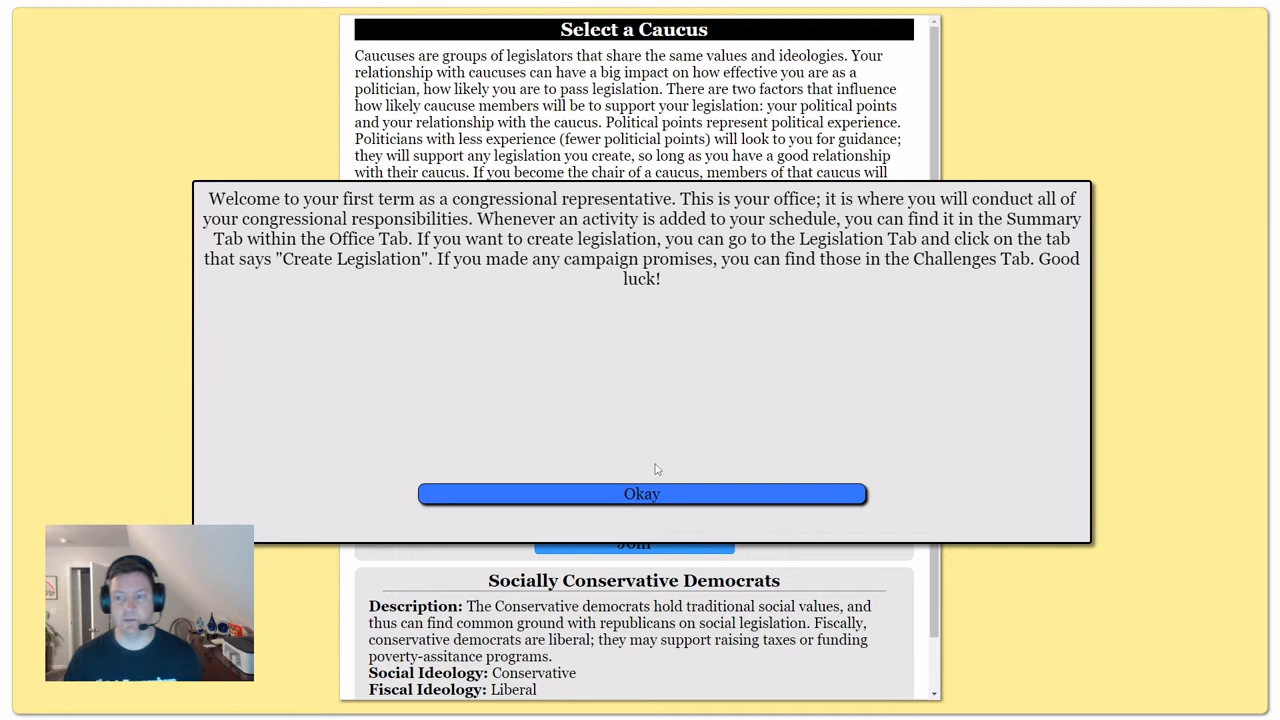 Select a Caucus
Caucuses are groups of legislators that share the same values and ideologies. Your
relationship with caucuses can have a big impact on how effective you are as a
politician, how likely you are to pass legislation. There are two factors that influence
how likely caucuse members will be to support your legislation: your political points
and your relationship with the caucus. Political points represent political experience.
Politicians with less experience (fewer politicial points) will look to you for guidance;
they will support any legislation you create, so long as you have a good relationship
with their caucus. If you become the chair of a caucus, members of that caucus will
Welcome to your first term as a congressional representative. This is your office; it is where you will conduct all of
your congressional responsibilities. Whenever an activity is added to your schedule, you can find it in the Summary
Tab within the Office Tab. If you want to create legislation, you can go to the Legislation Tab and click on the tab
that says "Create Legislation". If you made any campaign promises, you can find those in the Challenges Tab. Good
luck!
Okay
Join
Socially Conservative Democrats
Description: The Conservative democrats hold traditional social values, and
thus can find common ground with republicans on social legislation. Fiscally,
conservative democrats are liberal; they may support raising taxes or funding
poverty-assitance programs.
Social Ideology: Conservative
Fiscal Ideology: Liberal